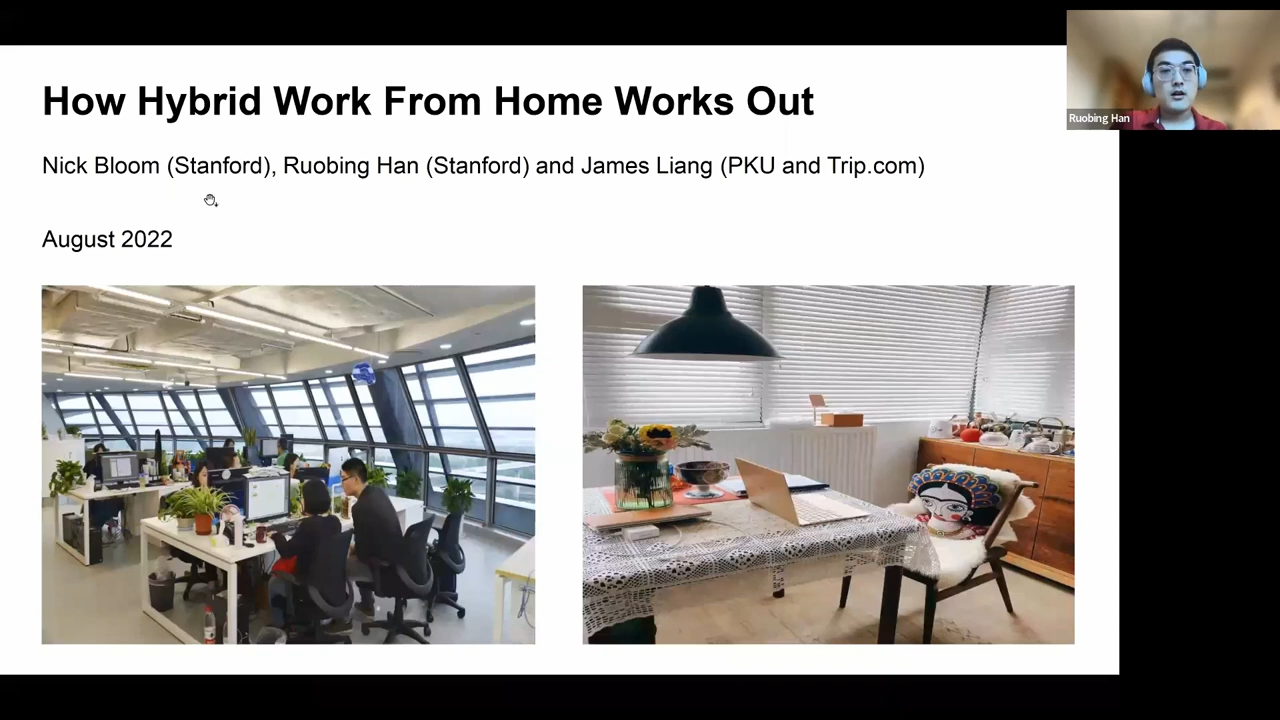 How Hybrid Work From Home Works Out
Nick Bloom (Stanford), Ruobing Han (Stanford) and James Liang (PKU and Trip.com)
August 2022
Ruobing Han